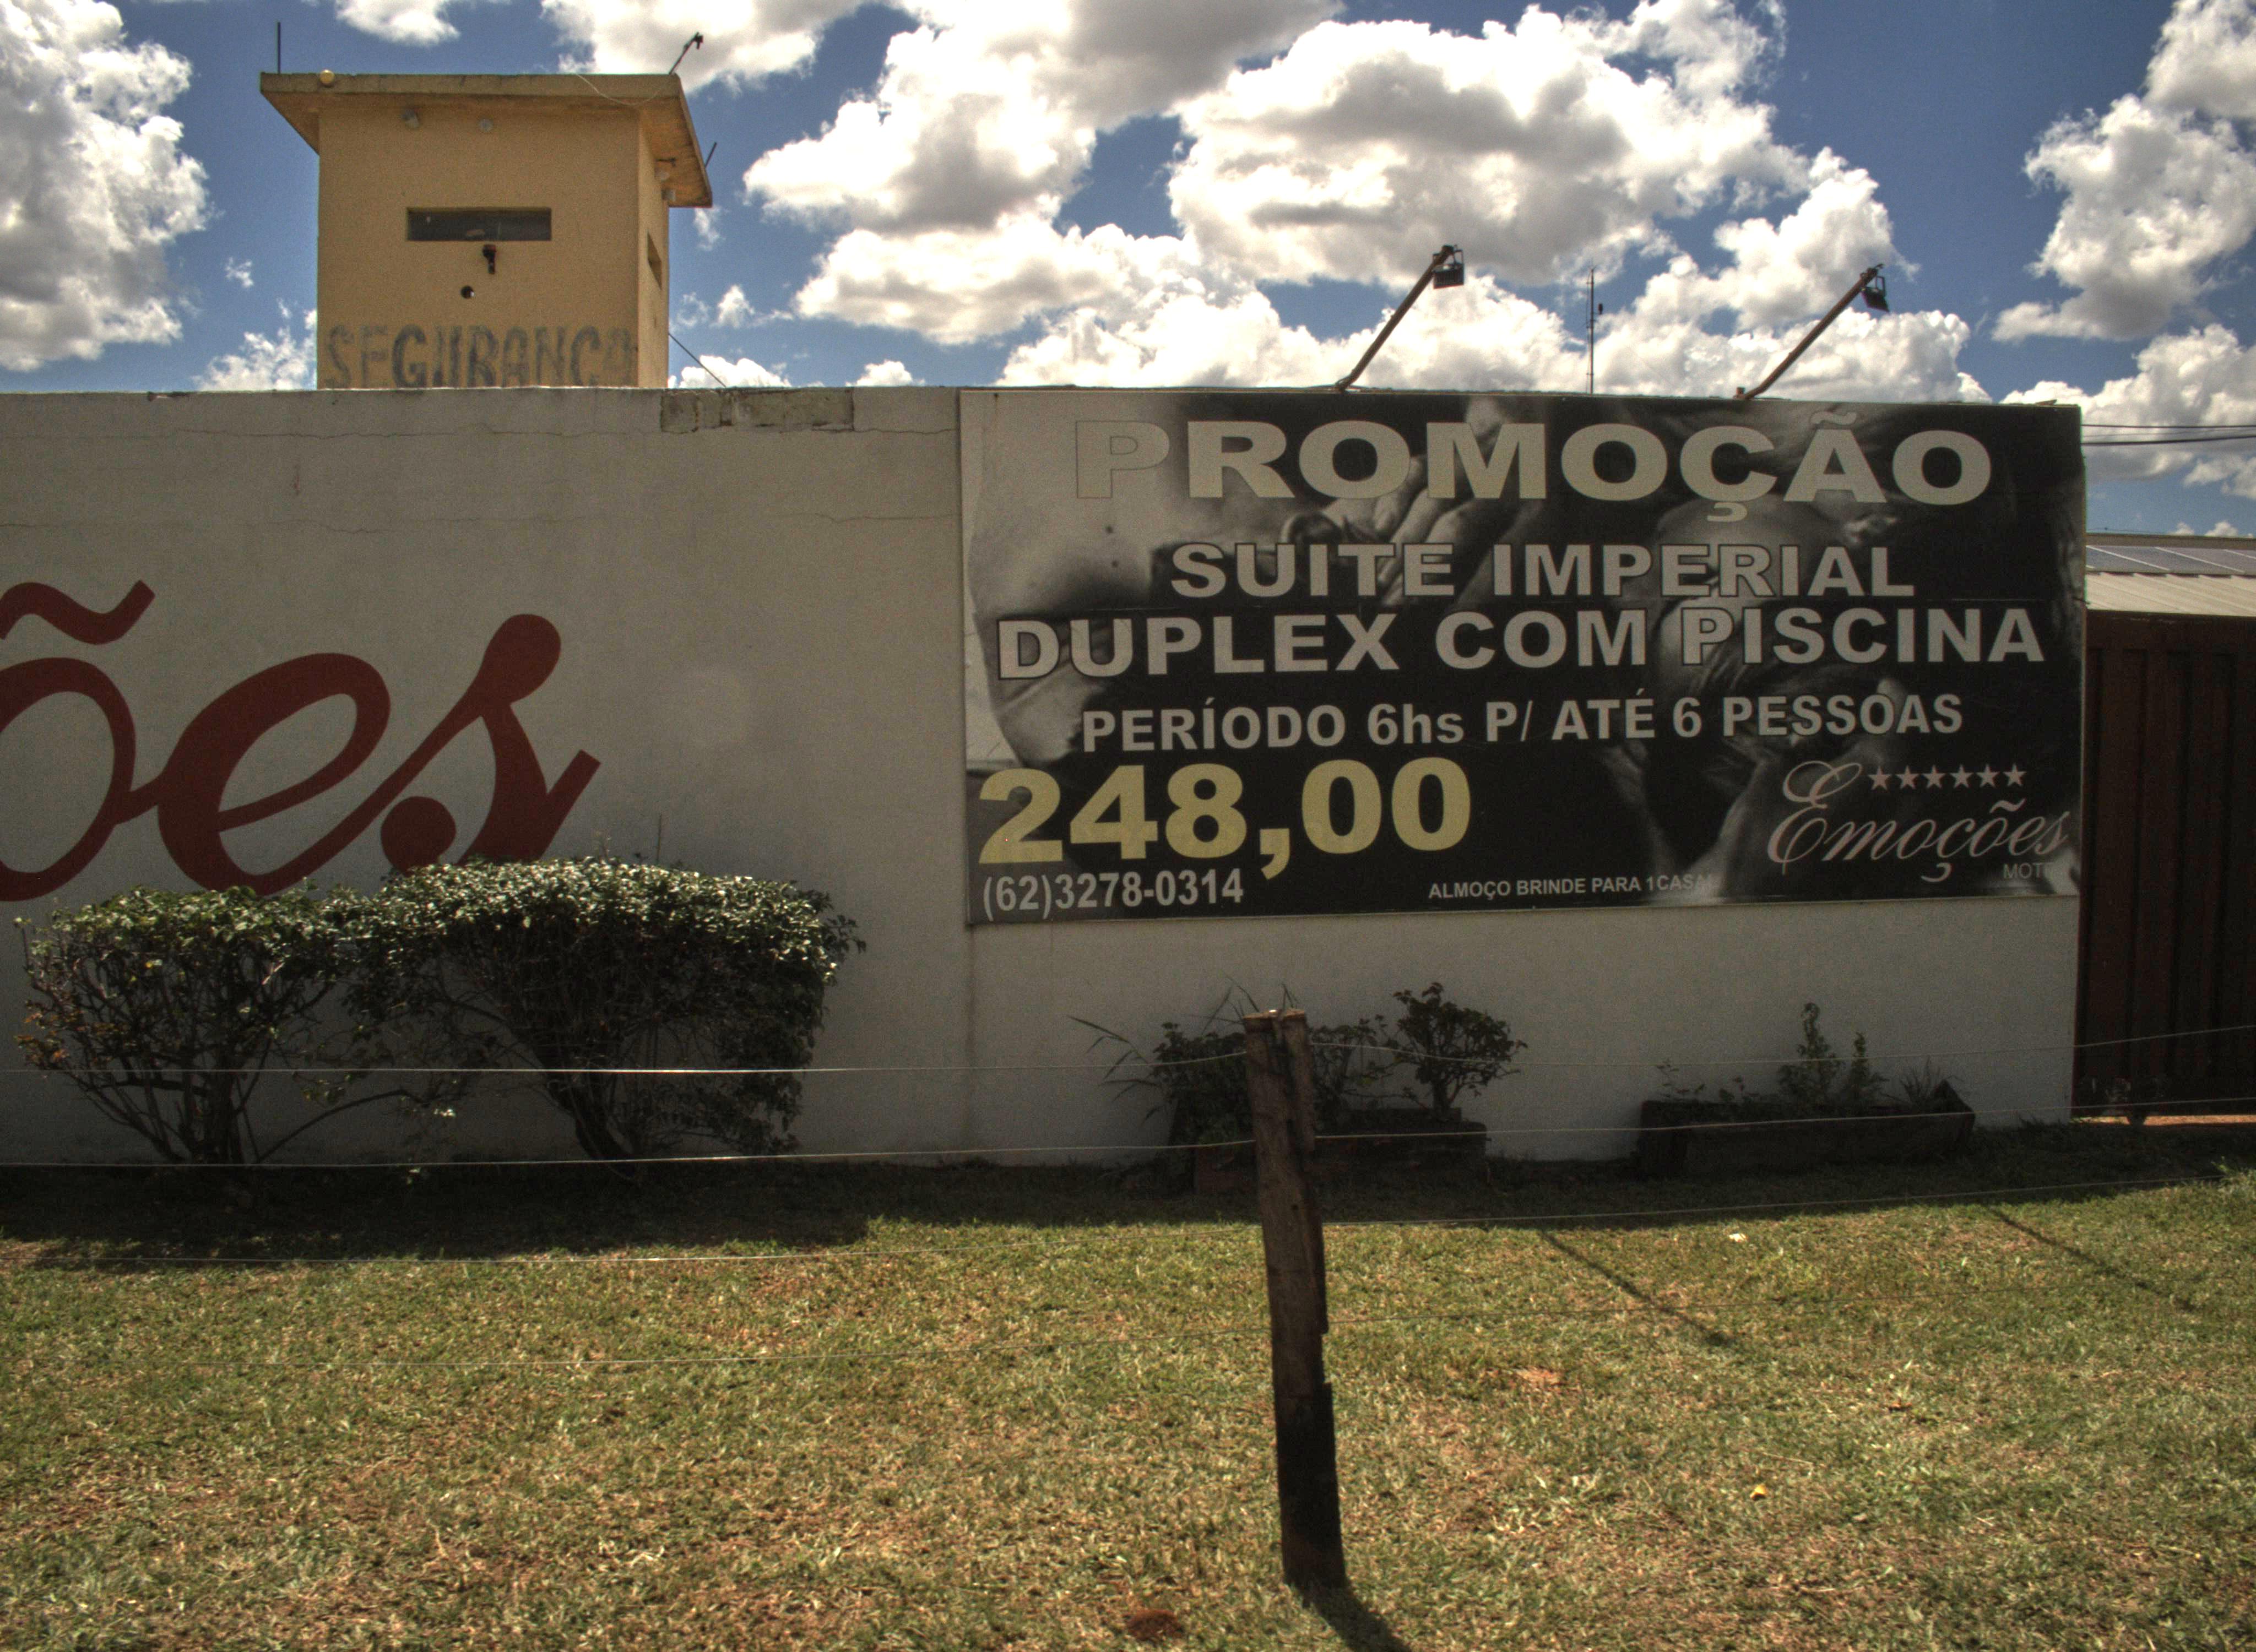 SEGURANÇA
ões
PROMOÇÃO
SUITE IMPERIAL
DUPLEX COM PISCINA
PERÍODO 6hs P/ ATÉ 6 PESSOAS
248,00
Emoções
(62)3278-0314
ALMOÇO BRINDE PARA 1CASAL